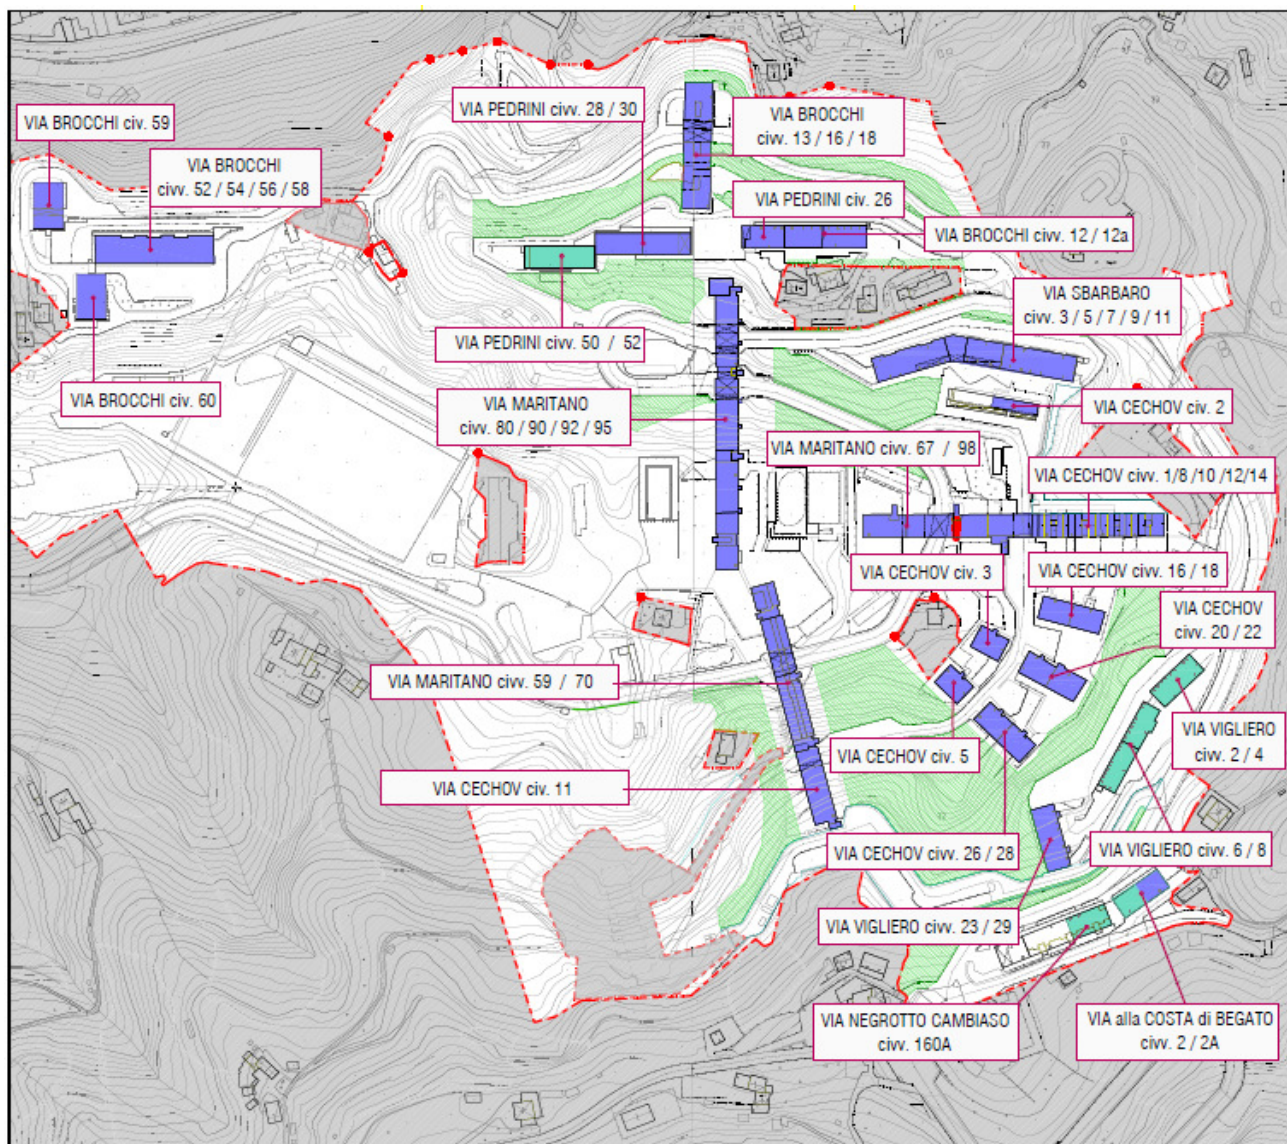 VIA BROCCHI civ. 59
VIA BROCCHI
civv. 52 / 54 / 56 / 58
VIA PEDRINI civv. 28 / 30
VIA BROCCHI
civv. 13 / 16 / 18
VIA PEDRINI civ. 26
VIA BROCCHI civv. 12 / 12a
VIA SBARBARO
civv. 3 / 5 / 7 / 9 / 11
VIA PEDRINI civv. 50 / 52
VIA BROCCHI civ. 60
VIA MARITANO
civv. 80 / 90 / 92 / 95
VIA CECHOV civ. 2
VIA MARITANO civv. 67 / 98
VIA CECHOV civv. 1/8 /10 /12/14
VIA CECHOV civ. 3
VIA CECHOV civv. 16 / 18
VIA CECHOV
civv. 20 / 22
VIA MARITANO civv. 59 / 70
VIA VIGLIERO
civv. 2 / 4
VIA CECHOV civ. 5
VIA CECHOV civ. 11
VIA CECHOV civv. 26 / 28
VIA VIGLIERO civv. 6 / 8
VIA VIGLIERO civv. 23 / 29
VIA NEGROTTO CAMBIASO
civv. 160A
VIA alla COSTA di BEGATO
civv. 2 / 2A